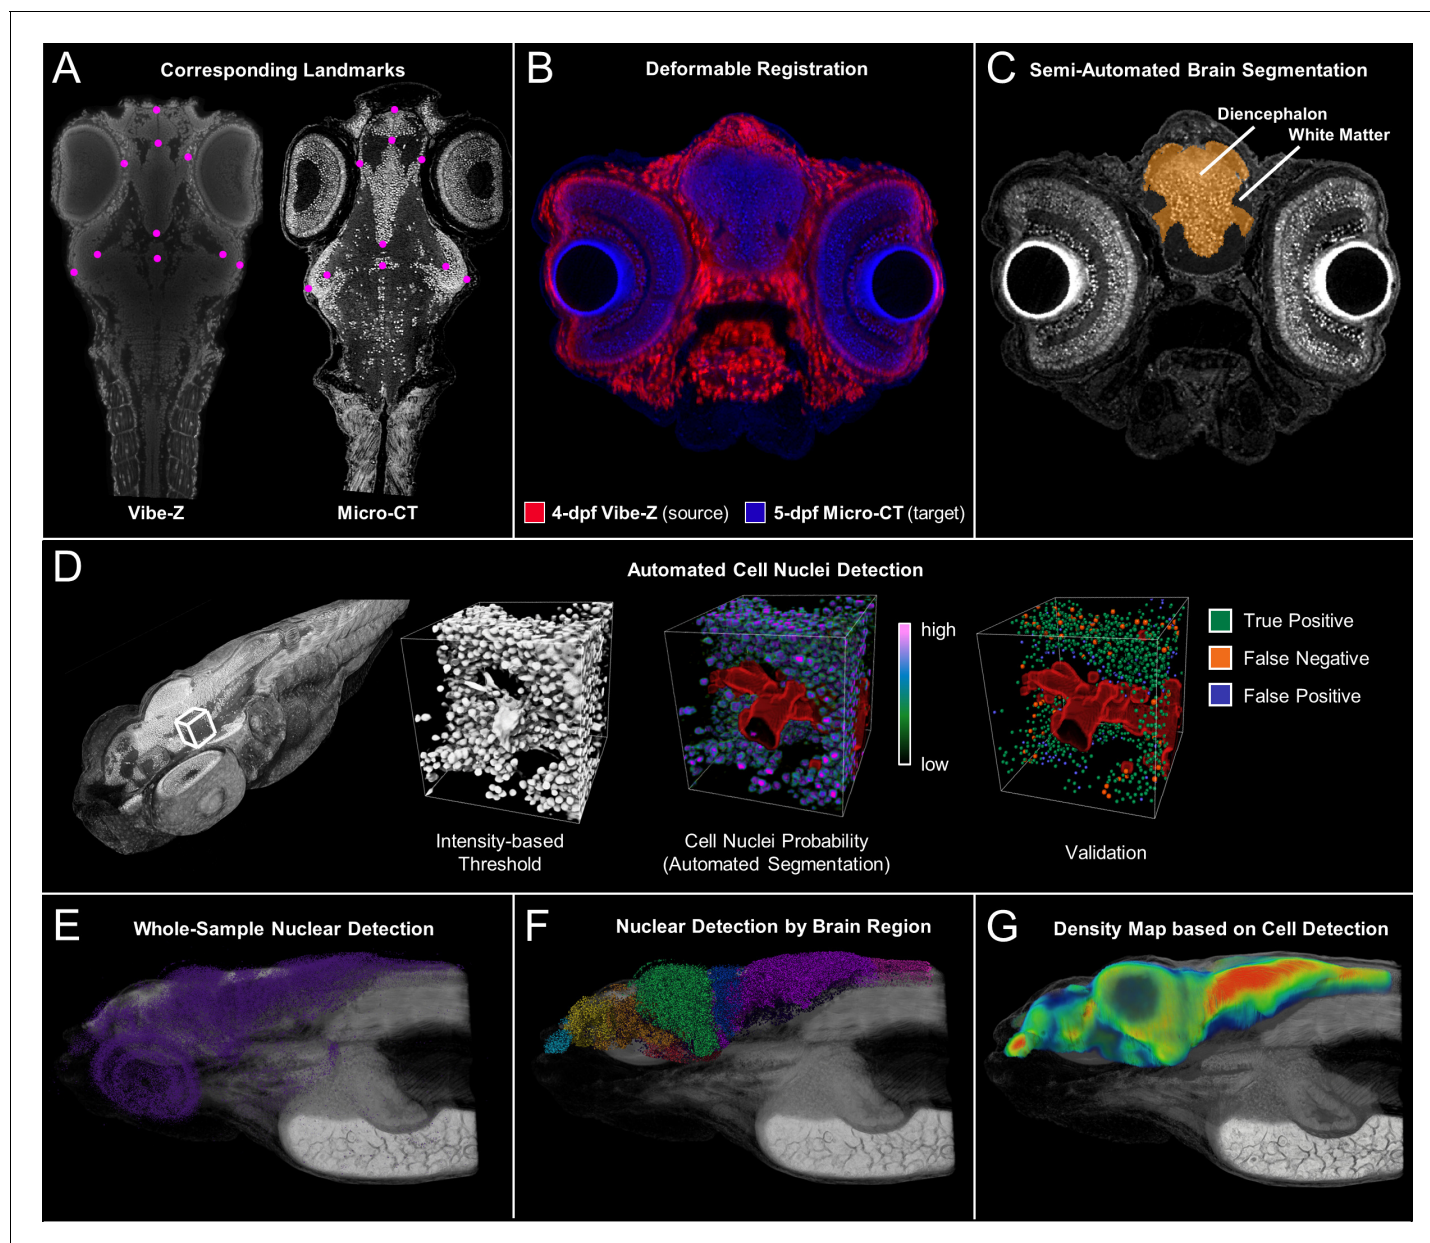 A
Corresponding Landmarks
Vibe-Z
Micro-CT
B
Deformable Registration
4-dpf Vibe-Z (source)
5-dpf Micro-CT (target)
C
Semi-Automated Brain Segmentation
Diencephalon
White Matter
D
Automated Cell Nuclei Detection
Intensity-based
Threshold
high
low
Cell Nuclei Probability
(Automated Segmentation)
Validation
True Positive
False Negative
False Positive
E
Whole-Sample Nuclear Detection
F
Nuclear Detection by Brain Region
G
Density Map based on Cell Detection